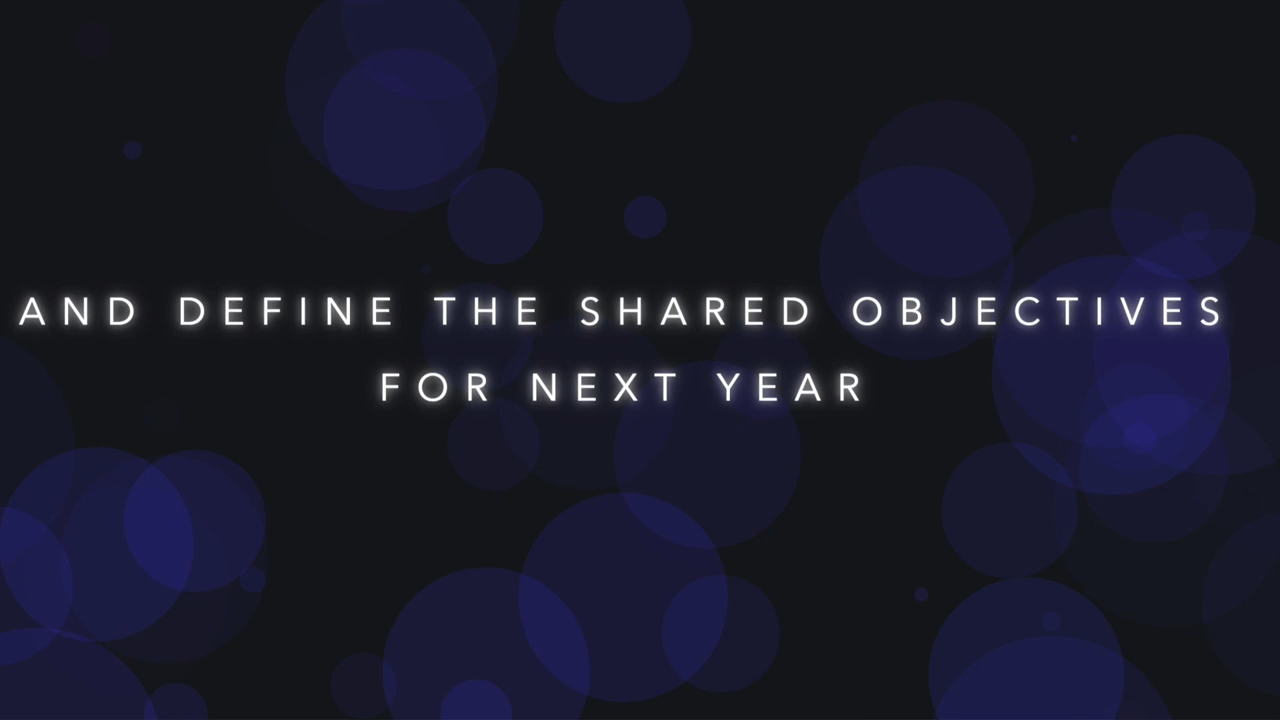 AND DEFINE THE SHARED OBJECTIVES
FOR NEXT YEAR